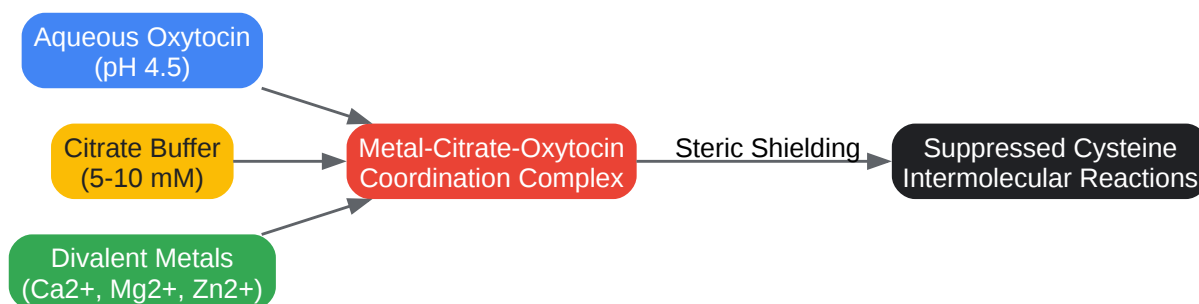 Aqueous Oxytocin
(pH 4.5)
Citrate Buffer
(5-10 mM)
Divalent Metals
(Ca2+, Mg2+, Zn2+)
Metal-Citrate-Oxytocin
Coordination Complex
Steric Shielding
Suppressed Cysteine
Intermolecular Reactions